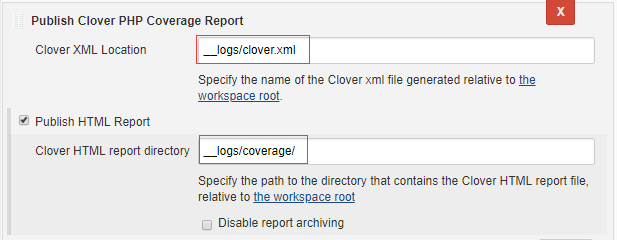 Publish Clover PHP Coverage Report
X
Clover XML Location
__logs/clover.xml
Specify the name of the Clover xml file generated relative to the
workspace root.
Publish HTML Report
Clover HTML report directory
__logs/coverage/
Specify the path to the directory that contains the Clover HTML report file,
relative to the workspace root
Disable report archiving